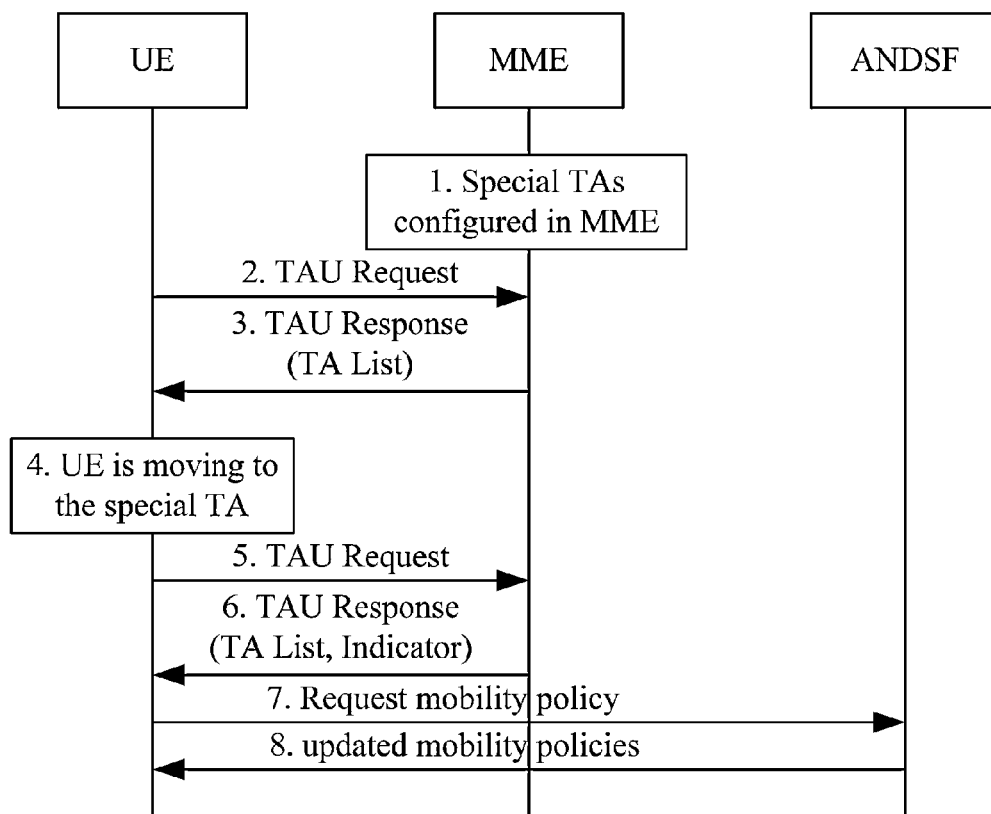 UE
MME
ANDSF
1. Special TAs
configured in MME
2. TAU Request
3. TAU Response
(TA List)
4. UE is moving to
the special TA
5. TAU Request
6. TAU Response
(TA List, Indicator)
7. Request mobility policy
8. updated mobility policies